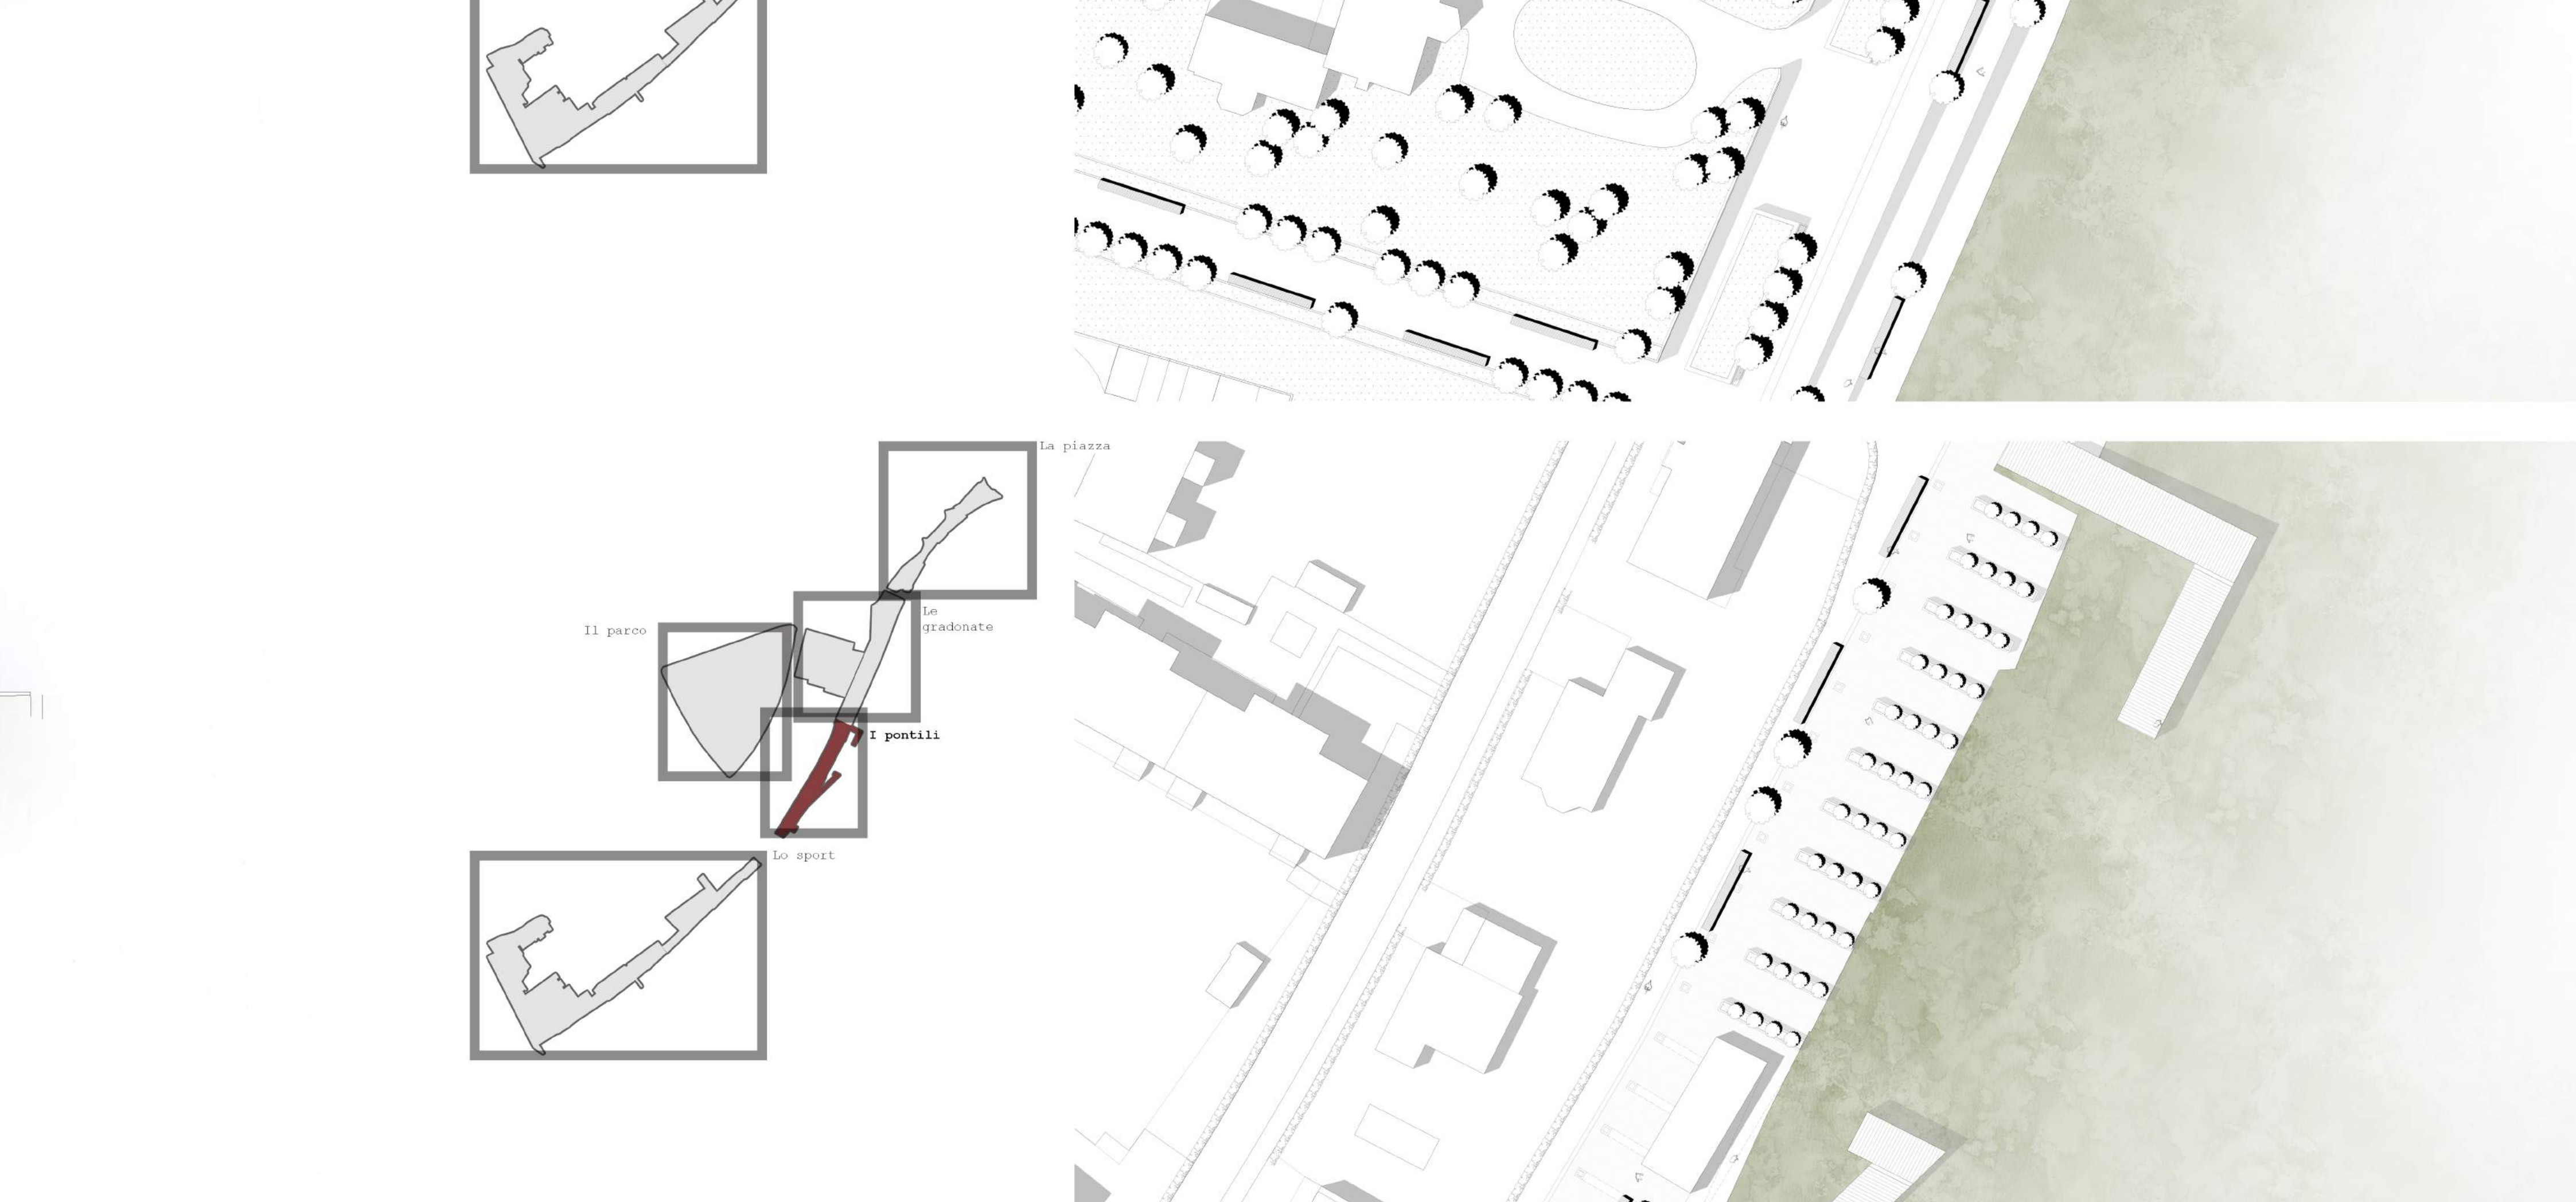 La piazza
Le
gradonate
Il parco
I pontili
Lo sport